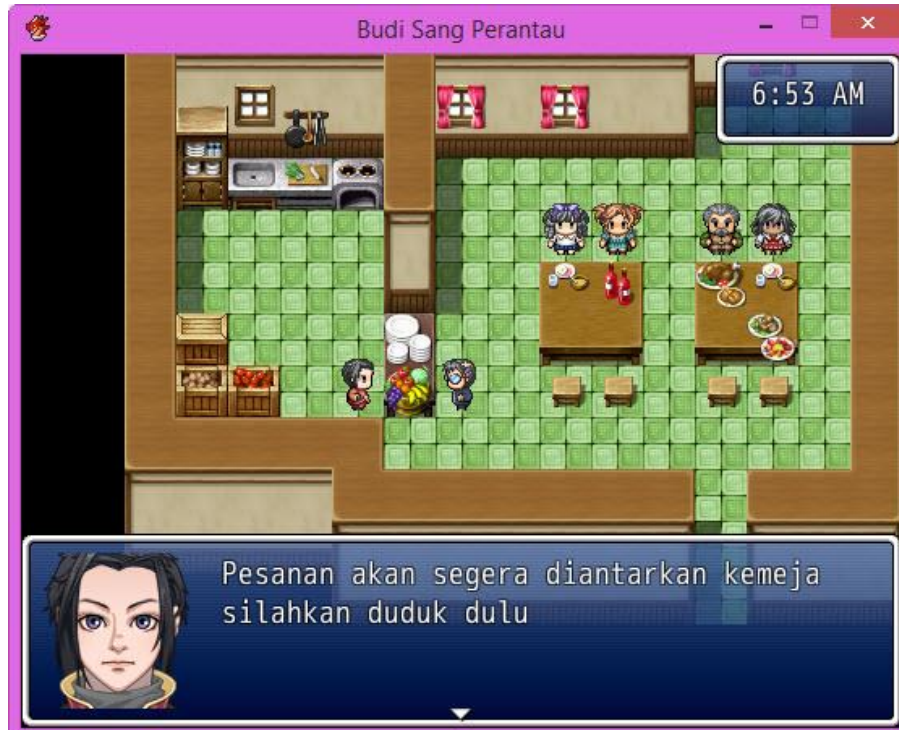 Budi Sang Perantau
6:53 AM
Pesanan akan segera diantarkan kemeja
silahkan duduk dulu